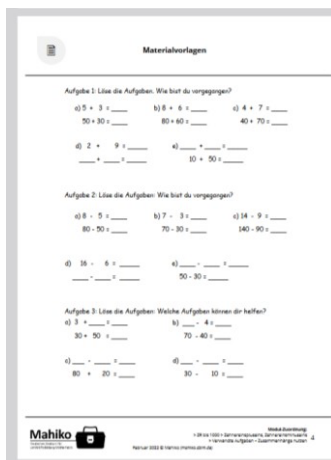 Materialvorlagen
Aufgabe 1: Löse die Aufgaben. Wie bist du vorgegangen?
a) 5 + 3 = ____ b) 8 + 6 = ____ c) 4 + 7 = ____
50 + 30 = ____ 80 + 60 = ____ 40 + 70 = ____
d) 2 + 9 = ____ e) ____ + ____ = ____
____ + ____ = ____ 10 + 50 = ____
Aufgabe 2: Löse die Aufgaben: Wie bist du vorgegangen?
a) 8 - 5 = ____ b) 7 - 3 = ____ c) 14 - 9 = ____
80 - 50 = ____ 70 - 30 = ____ 140 - 90 = ____
d) 16 - 6 = ____ e) ____ - ____ = ____
____ - ____ = ____ 50 - 30 = ____
Aufgabe 3: Löse die Aufgaben: Welche Aufgaben können dir helfen?
a) 3 + ____ = ____ b) ____ - 4 = ____
30 + 50 = ____ 70 - 40 = ____
c) ____ - ____ = ____ d) ____ - ____ = ____
80 + 20 = ____ 30 - 10 = ____
Mahiko
Modul-Zuordnung:
4